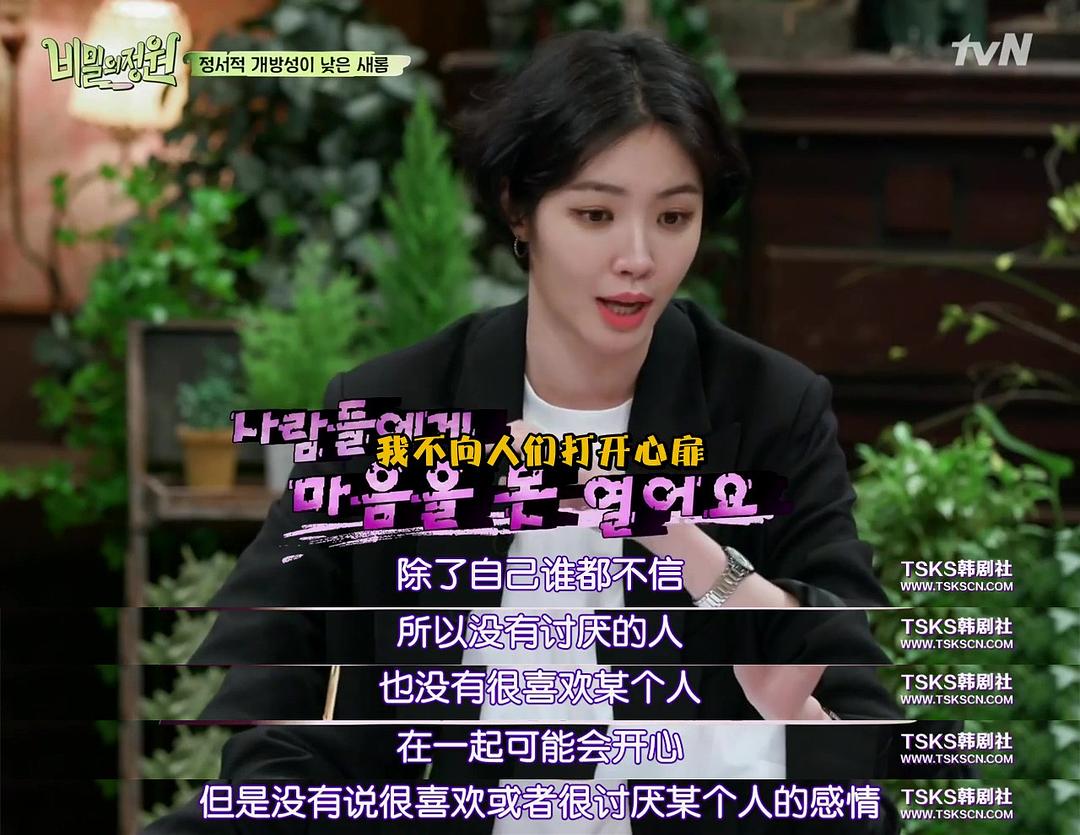 비밀의정원
정서적 개방성이 낮은 새롬
tvN
사람들에게
我不向人们打开心扉
마음을 못 열어요
除了自己谁都不信
TSKS韩剧社
WWW.TSKSCN.COM
所以没有讨厌的人
TSKS韩剧社
WWW.TSKSCN.COM
也没有很喜欢某个人
TSKS韩剧社
WWW.TSKSCN.COM
在一起可能会开心
TSKS韩剧社
WWW.TSKSCN.COM
但是没有说很喜欢或者很讨厌某个人的感情
TSKS韩剧社
WWW.TSKSCN.COM